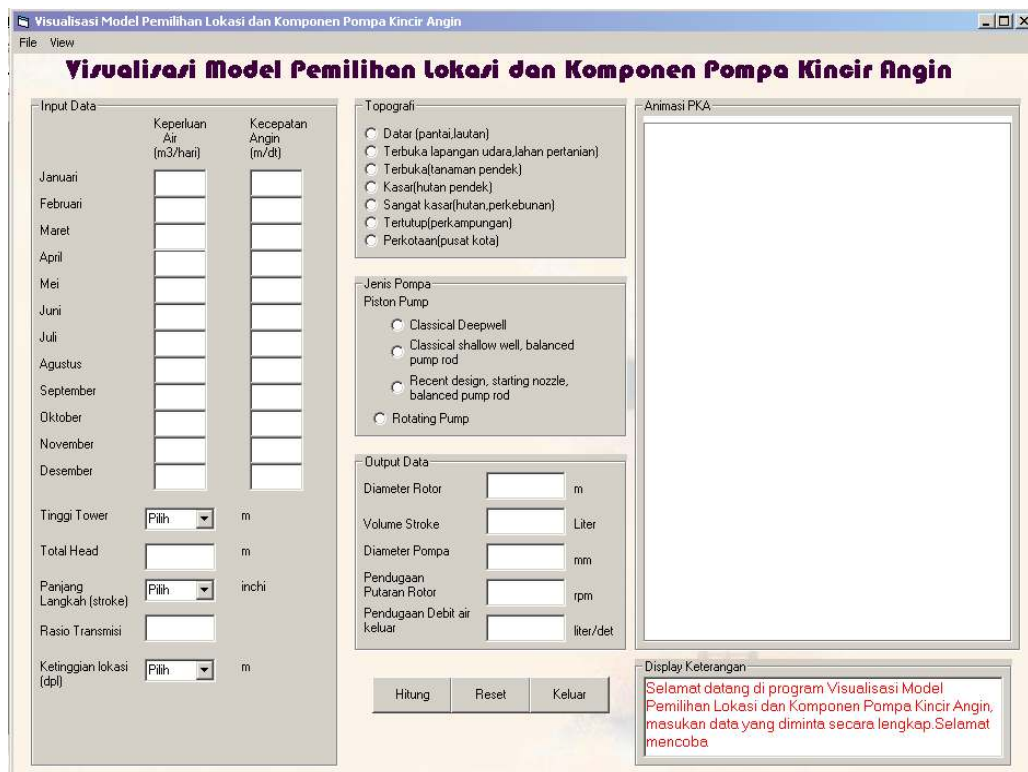 Visualisasi Model Pemilihan Lokasi dan Komponen Pompa Kincir Angin
File View
Visualisasi Model Pemilihan Lokasi dan Komponen Pompa Kincir Angin
Input Data
Keperluan
Air
(m3/hari)
Kecepatan
Angin
(m/dt)
Januari
Februari
Maret
April
Mei
Juni
Juli
Agustus
September
Oktober
November
Desember
Tinggi Tower Pilih m
Total Head m
Panjang
Langkah (stroke) Pilih inchi
Rasio Transmisi
Ketinggian lokasi
(dpl) Pilih m
Topografi
Datar (pantai,lautan)
Terbuka lapangan udara,lahan pertanian)
Terbuka(tanaman pendek)
Kasar(hutan pendek)
Sangat kasar(hutan,perkebunan)
Tertutup(perkampungan)
Perkotaan(pusat kota)
Jenis Pompa
Piston Pump
Classical Deepwell
Classical shallow well, balanced
pump rod
Recent design, starting nozzle,
balanced pump rod
Rotating Pump
Output Data
Diameter Rotor m
Volume Stroke Liter
Diameter Pompa mm
Pendugaan
Putaran Rotor rpm
Pendugaan Debit air
keluar liter/det
Hitung Reset Keluar
Animasi PKA
Display Keterangan
Selamat datang di program Visualisasi Model
Pemilihan Lokasi dan Komponen Pompa Kincir Angin,
masukan data yang diminta secara lengkap.Selamat
mencoba